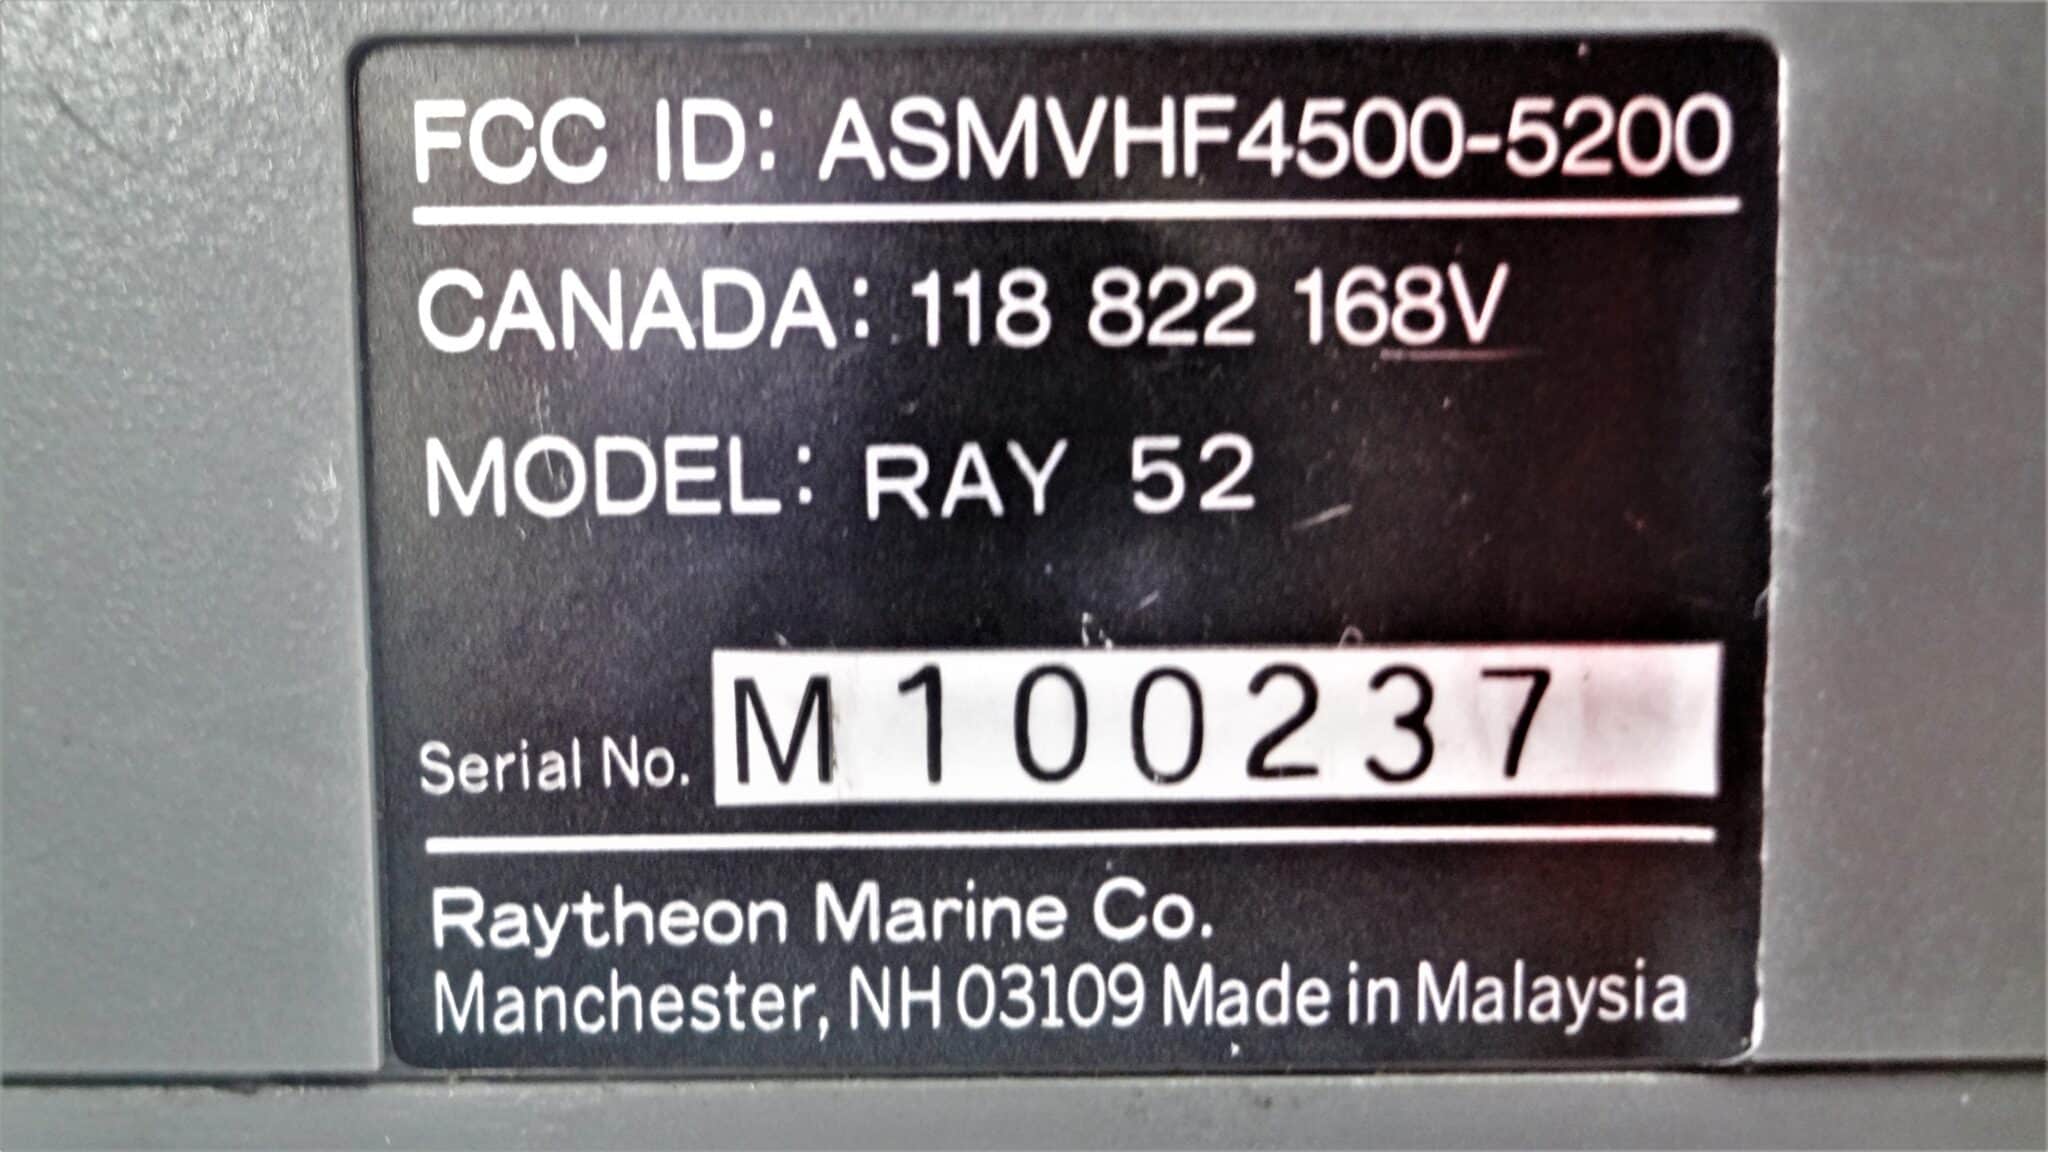 FCC ID: ASMVHF4500-5200
CANADA: 118 822 168V
MODEL: RAY 52
Serial No. M100237
Raytheon Marine Co.
Manchester, NH 03109 Made in Malaysia